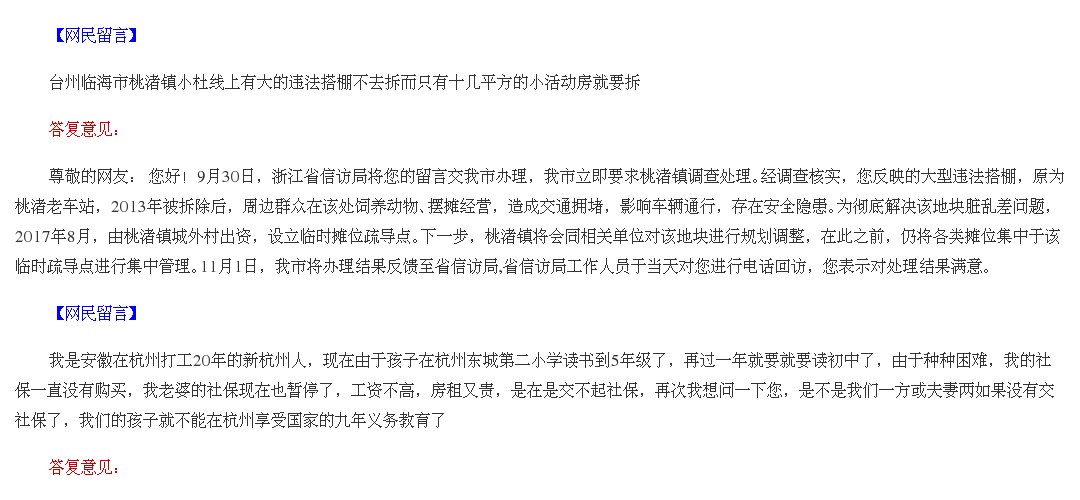 【网民留言】
台州临海市桃渚镇小杜线上有大的违法搭棚不去拆而只有十几平方的小活动房就要拆
答复意见：
尊敬的网友： 您好！9月30日，浙江省信访局将您的留言交我市办理，我市立即要求桃渚镇调查处理。经调查核实，您反映的大型违法搭棚，原为
桃渚老车站，2013年被拆除后，周边群众在该处饲养动物、摆摊经营，造成交通拥堵，影响车辆通行，存在安全隐患。为彻底解决该地块脏乱差问题，
2017年8月，由桃渚镇城外村出资，设立临时摊位疏导点。下一步，桃渚镇将会同相关单位对该地块进行规划调整，在此之前，仍将各类摊位集中于该
临时疏导点进行集中管理。11月1日，我市将办理结果反馈至省信访局,省信访局工作人员于当天对您进行电话回访，您表示对处理结果满意。
【网民留言】
我是安徽在杭州打工20年的新杭州人，现在由于孩子在杭州东城第二小学读书到5年级了，再过一年就要就要读初中了，由于种种困难，我的社
保一直没有购买，我老婆的社保现在也暂停了，工资不高，房租又贵，是在是交不起社保，再次我想问一下您，是不是我们一方或夫妻两如果没有交
社保了，我们的孩子就不能在杭州享受国家的九年义务教育了
答复意见：